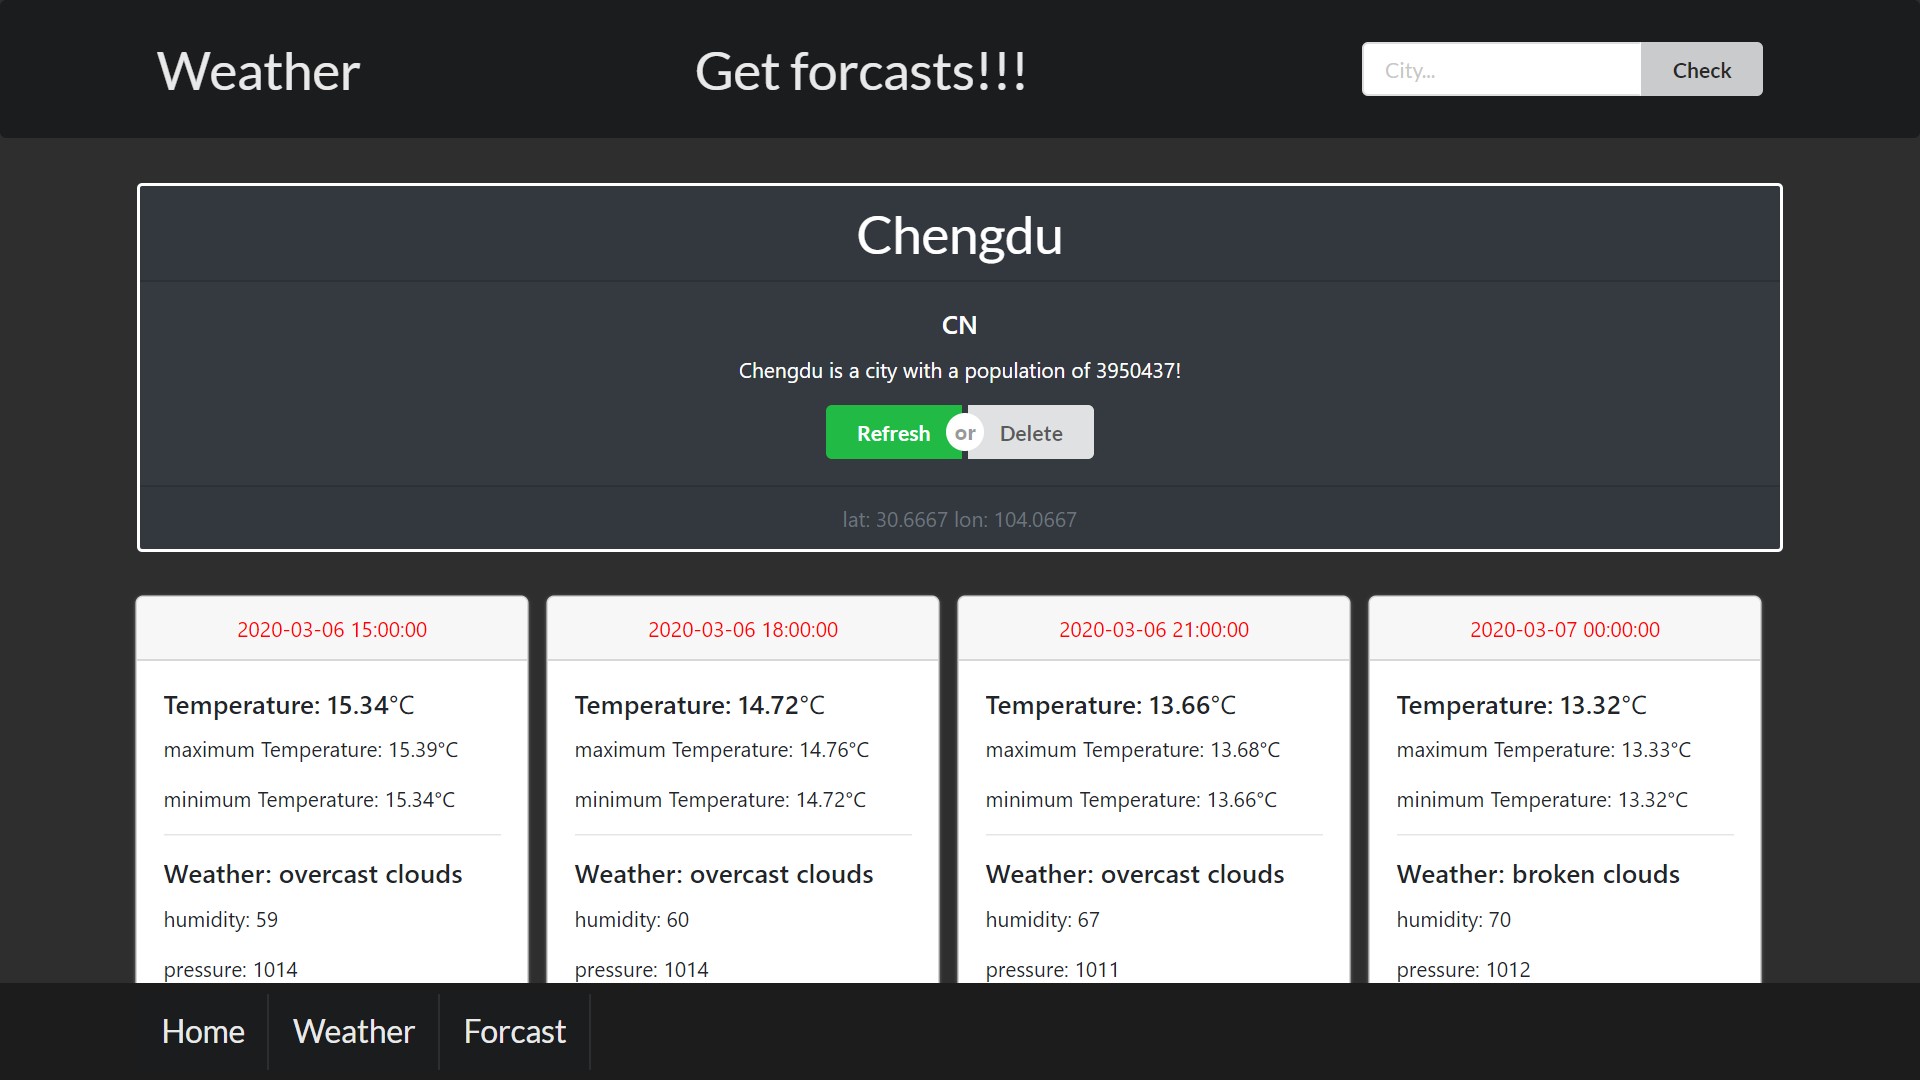 Weather
Get forcasts!!!
City...
Check
Chengdu
CN
Chengdu is a city with a population of 3950437!
Refresh or Delete
lat: 30.6667 lon: 104.0667
2020-03-06 15:00:00
Temperature: 15.34°C
maximum Temperature: 15.39°C
minimum Temperature: 15.34°C
Weather: overcast clouds
humidity: 59
pressure: 1014
2020-03-06 18:00:00
Temperature: 14.72°C
maximum Temperature: 14.76°C
minimum Temperature: 14.72°C
Weather: overcast clouds
humidity: 60
pressure: 1014
2020-03-06 21:00:00
Temperature: 13.66°C
maximum Temperature: 13.68°C
minimum Temperature: 13.66°C
Weather: overcast clouds
humidity: 67
pressure: 1011
2020-03-07 00:00:00
Temperature: 13.32°C
maximum Temperature: 13.33°C
minimum Temperature: 13.32°C
Weather: broken clouds
humidity: 70
pressure: 1012
Home
Weather
Forcast